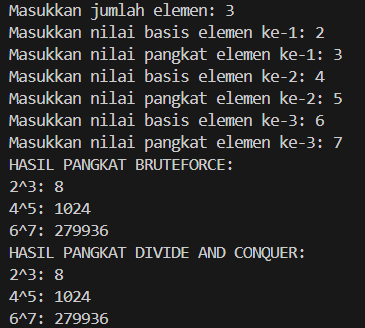 Masukkan jumlah elemen: 3
Masukkan nilai basis elemen ke-1: 2
Masukkan nilai pangkat elemen ke-1: 3
Masukkan nilai basis elemen ke-2: 4
Masukkan nilai pangkat elemen ke-2: 5
Masukkan nilai basis elemen ke-3: 6
Masukkan nilai pangkat elemen ke-3: 7
HASIL PANGKAT BRUTEFORCE:
2^3: 8
4^5: 1024
6^7: 279936
HASIL PANGKAT DIVIDE AND CONQUER:
2^3: 8
4^5: 1024
6^7: 279936